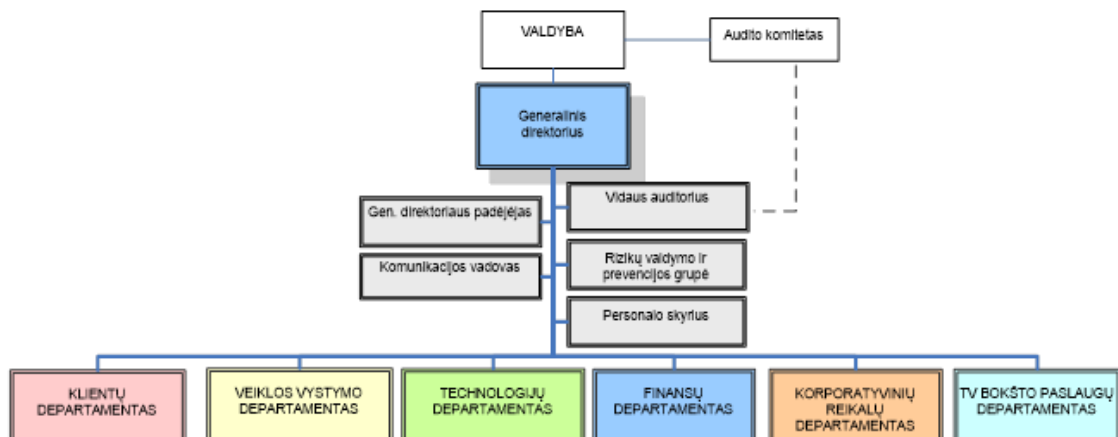 VALDYBA
Audito komitetas
Generalinis
direktorius
Gen. direktoriaus padėjėjas
Vidaus auditorius
Komunikacijos vadovas
Rizikų valdymo ir
prevencijos grupė
Personalo skyrius
KLIENTŲ
DEPARTAMENTAS
VEIKLOS VYSTYMO
DEPARTAMENTAS
TECHNOLOGIJŲ
DEPARTAMENTAS
FINANSŲ
DEPARTAMENTAS
KORPORATYVINIŲ
REIKALŲ
DEPARTAMENTAS
TV BOKŠTO PASLAUGŲ
DEPARTAMENTAS